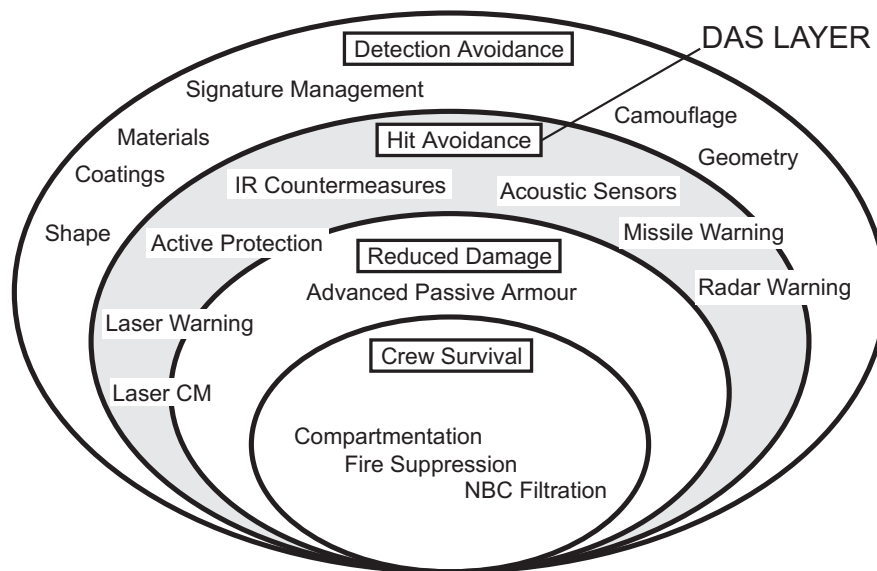 Detection Avoidance
DAS LAYER
Signature Management
Camouflage
Materials
Hit Avoidance
Geometry
Coatings
IR Countermeasures
Acoustic Sensors
Shape
Active Protection
Missile Warning
Reduced Damage
Radar Warning
Advanced Passive Armour
Laser Warning
Crew Survival
Laser CM
Compartmentation
Fire Suppression
NBC Filtration